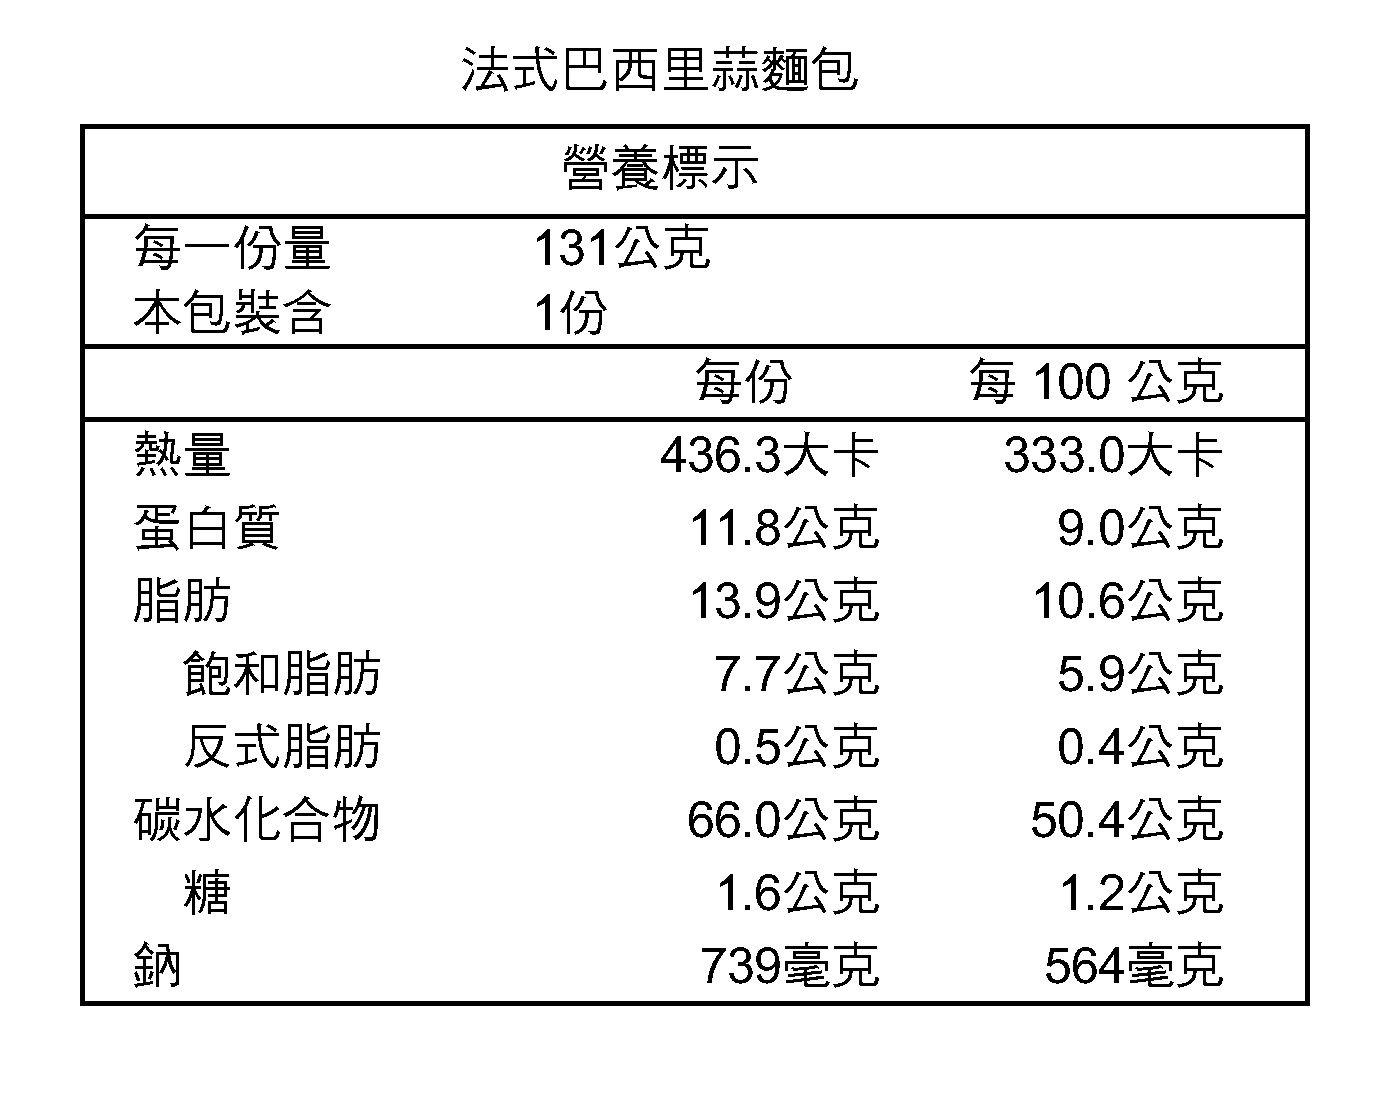 法式巴西里蒜麵包
營養標示
每一份量 131公克
本包裝含 1份
每份 每 100 公克
熱量 436.3大卡 333.0大卡
蛋白質 11.8公克 9.0公克
脂肪 13.9公克 10.6公克
飽和脂肪 7.7公克 5.9公克
反式脂肪 0.5公克 0.4公克
碳水化合物 66.0公克 50.4公克
糖 1.6公克 1.2公克
鈉 739毫克 564毫克